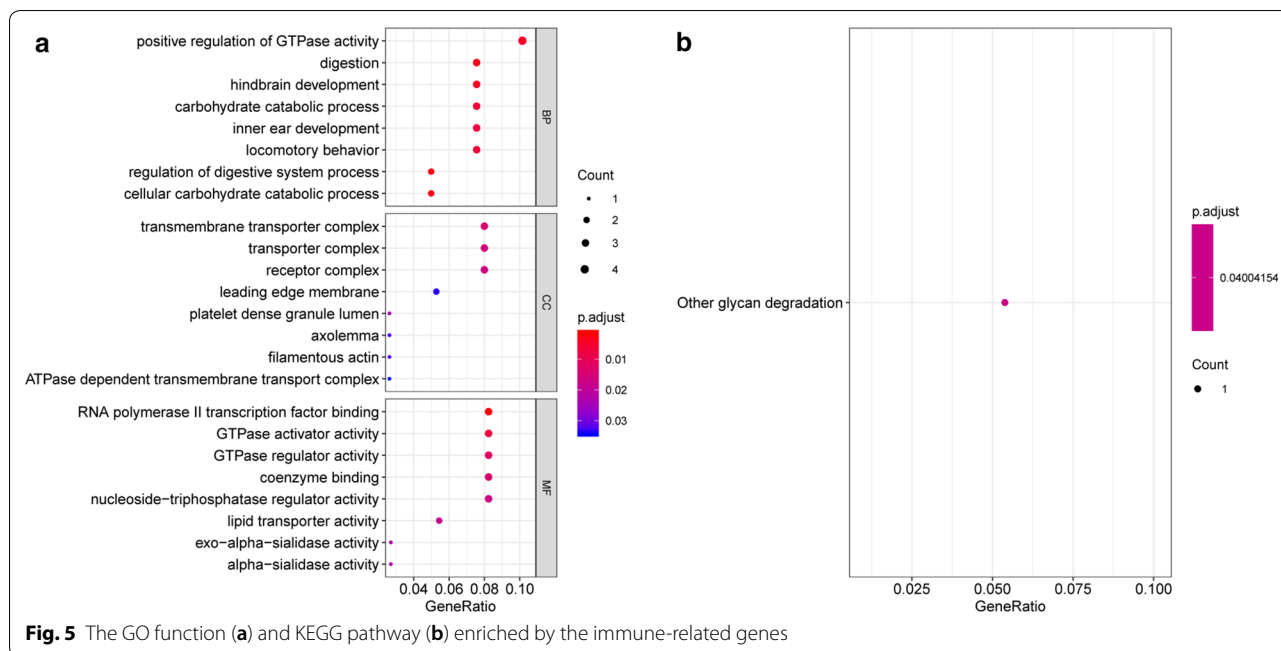 a
positive regulation of GTPase activity
digestion
hindbrain development
carbohydrate catabolic process
inner ear development
locomotory behavior
regulation of digestive system process
cellular carbohydrate catabolic process
BP
transmembrane transporter complex
transporter complex
receptor complex
leading edge membrane
platelet dense granule lumen
axolemma
filamentous actin
ATPase dependent transmembrane transport complex
CC
RNA polymerase II transcription factor binding
GTPase activator activity
GTPase regulator activity
coenzyme binding
nucleoside−triphosphatase regulator activity
lipid transporter activity
exo−alpha−sialidase activity
alpha−sialidase activity
MF
0.04 0.06 0.08 0.10
GeneRatio
Count
1
2
3
4
p.adjust
0.01
0.02
0.03
b
Other glycan degradation
0.025 0.050 0.075 0.100
GeneRatio
p.adjust
0.04004154
Count
1
Fig. 5 The GO function (a) and KEGG pathway (b) enriched by the immune-related genes